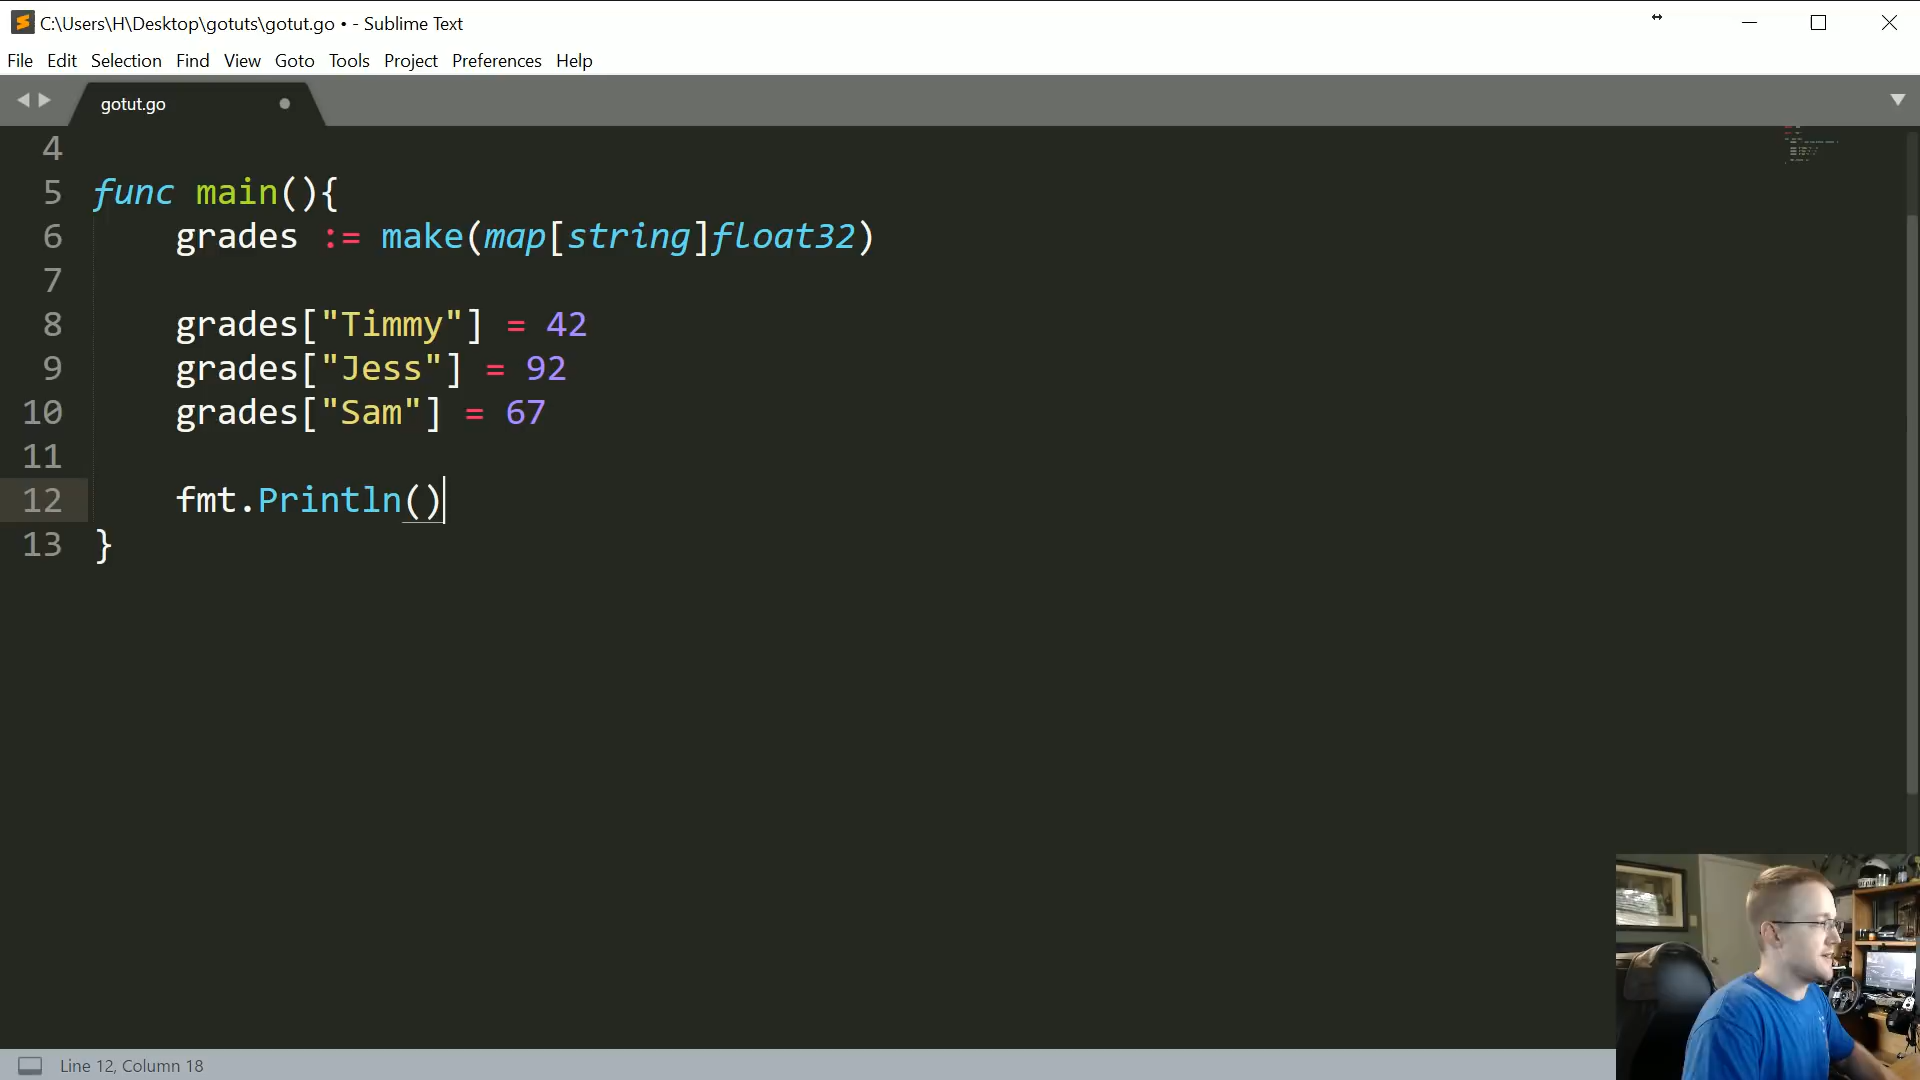 C:\Users\H\Desktop\gotuts\gotut.go • - Sublime Text
File Edit Selection Find View Goto Tools Project Preferences Help
gotut.go
4
5 func main(){
6 grades := make(map[string]float32)
7
8 grades["Timmy"] = 42
9 grades["Jess"] = 92
10 grades["Sam"] = 67
11
12 fmt.Println()
13 }
Line 12, Column 18